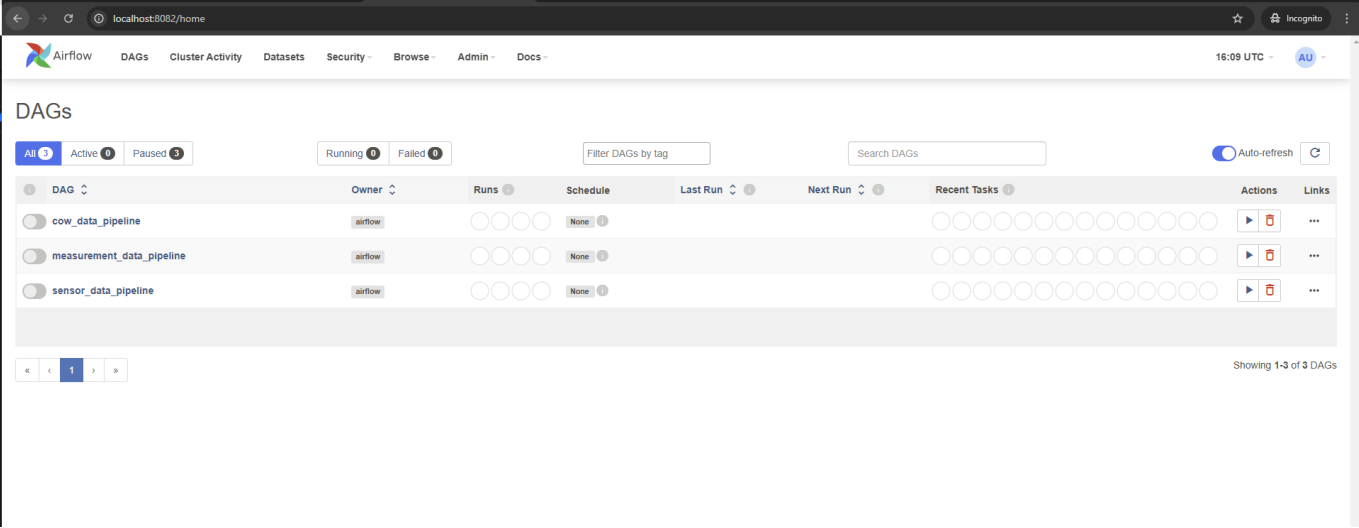 localhost:8082/home
Incognito
Airflow DAGs Cluster Activity Datasets Security Browse Admin Docs 16:09 UTC AU
DAGs
All 3 Active 0 Paused 3 Running 0 Failed 0 Filter DAGs by tag Search DAGs Auto-refresh
DAG Owner Runs Schedule Last Run Next Run Recent Tasks Actions Links
cow_data_pipeline airflow None
measurement_data_pipeline airflow None
sensor_data_pipeline airflow None
« ‹ 1 › » Showing 1-3 of 3 DAGs